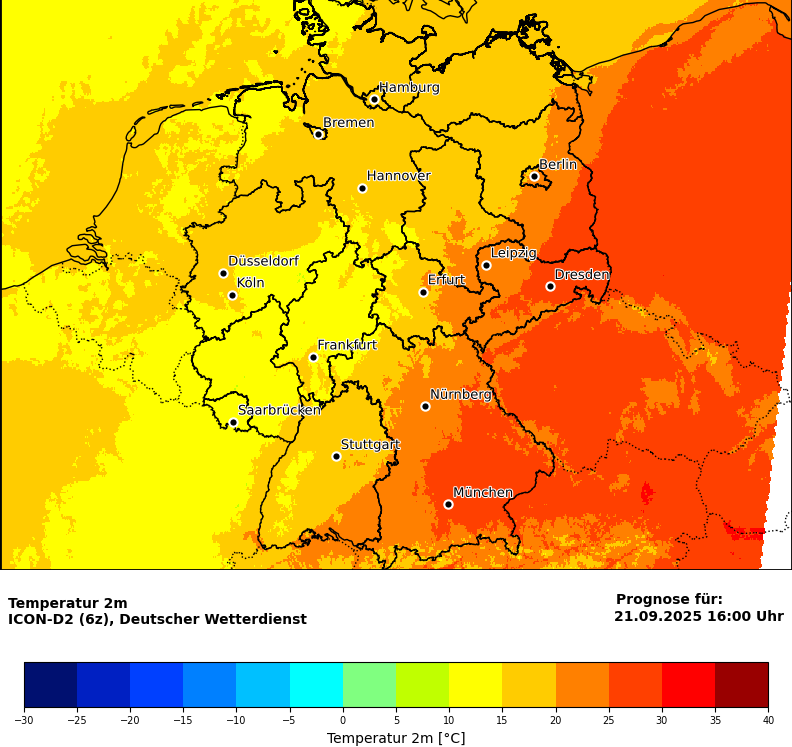 Hamburg
Bremen
Berlin
Hannover
Leipzig
Düsseldorf
Dresden
Köln
Erfurt
Frankfurt
Nürnberg
Saarbrücken
Stuttgart
München
Temperatur 2m
ICON-D2 (6z), Deutscher Wetterdienst
Prognose für:
21.09.2025 16:00 Uhr
−30 −25 −20 −15 −10 −5 0 5 10 15 20 25 30 35 40
Temperatur 2m [°C]